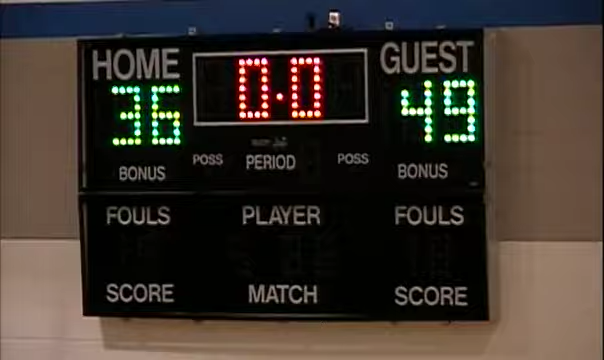 HOME GUEST
0.0
36 49
BONUS POSS PERIOD POSS BONUS
FOULS PLAYER FOULS
SCORE MATCH SCORE